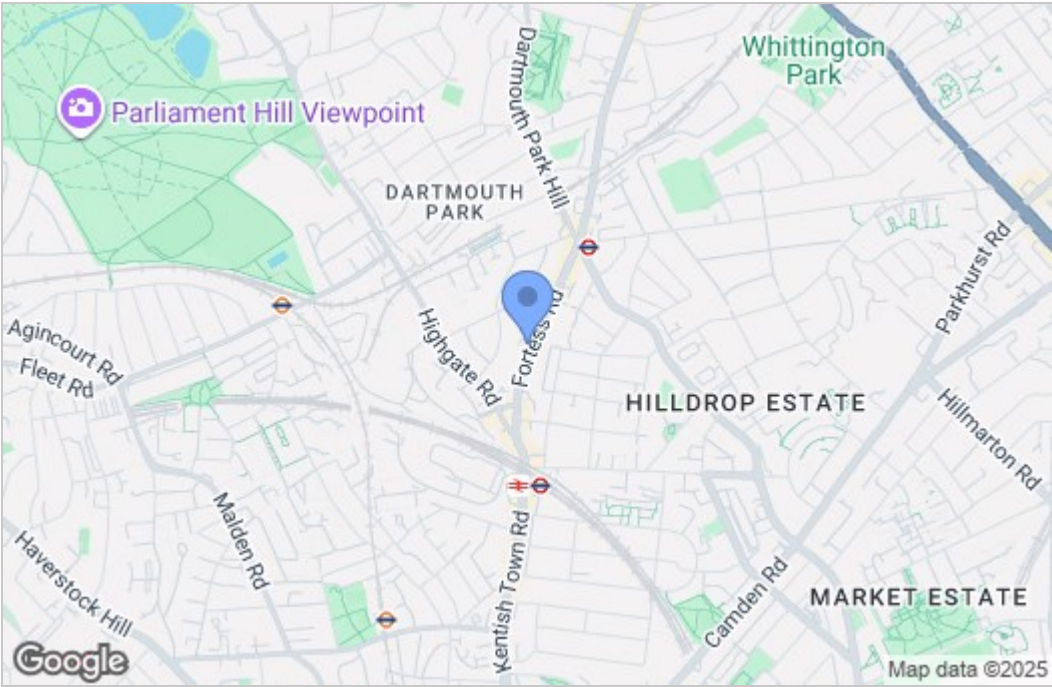 Whittington
Park
Dartmouth Park Hill
Parliament Hill Viewpoint
DARTMOUTH
PARK
Parkhurst Rd
Fortess Rd
Highgate Rd
Agincourt Rd
Fleet Rd
HILLDROP ESTATE
Hillmarton Rd
Malden Rd
Haverstock Hill
Kentish Town Rd
Camden Rd
MARKET ESTATE
Google
Map data ©2025